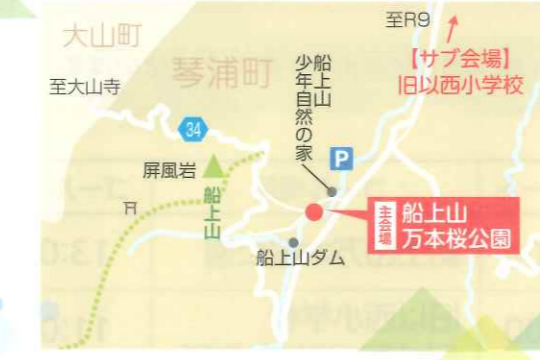 大山町
琴浦町
至R9
【サブ会場】
旧以西小学校
至大山寺
34
船上山
少年自然の家
P
屏風岩
船上山
主会場
船上山
万本桜公園
船上山ダム